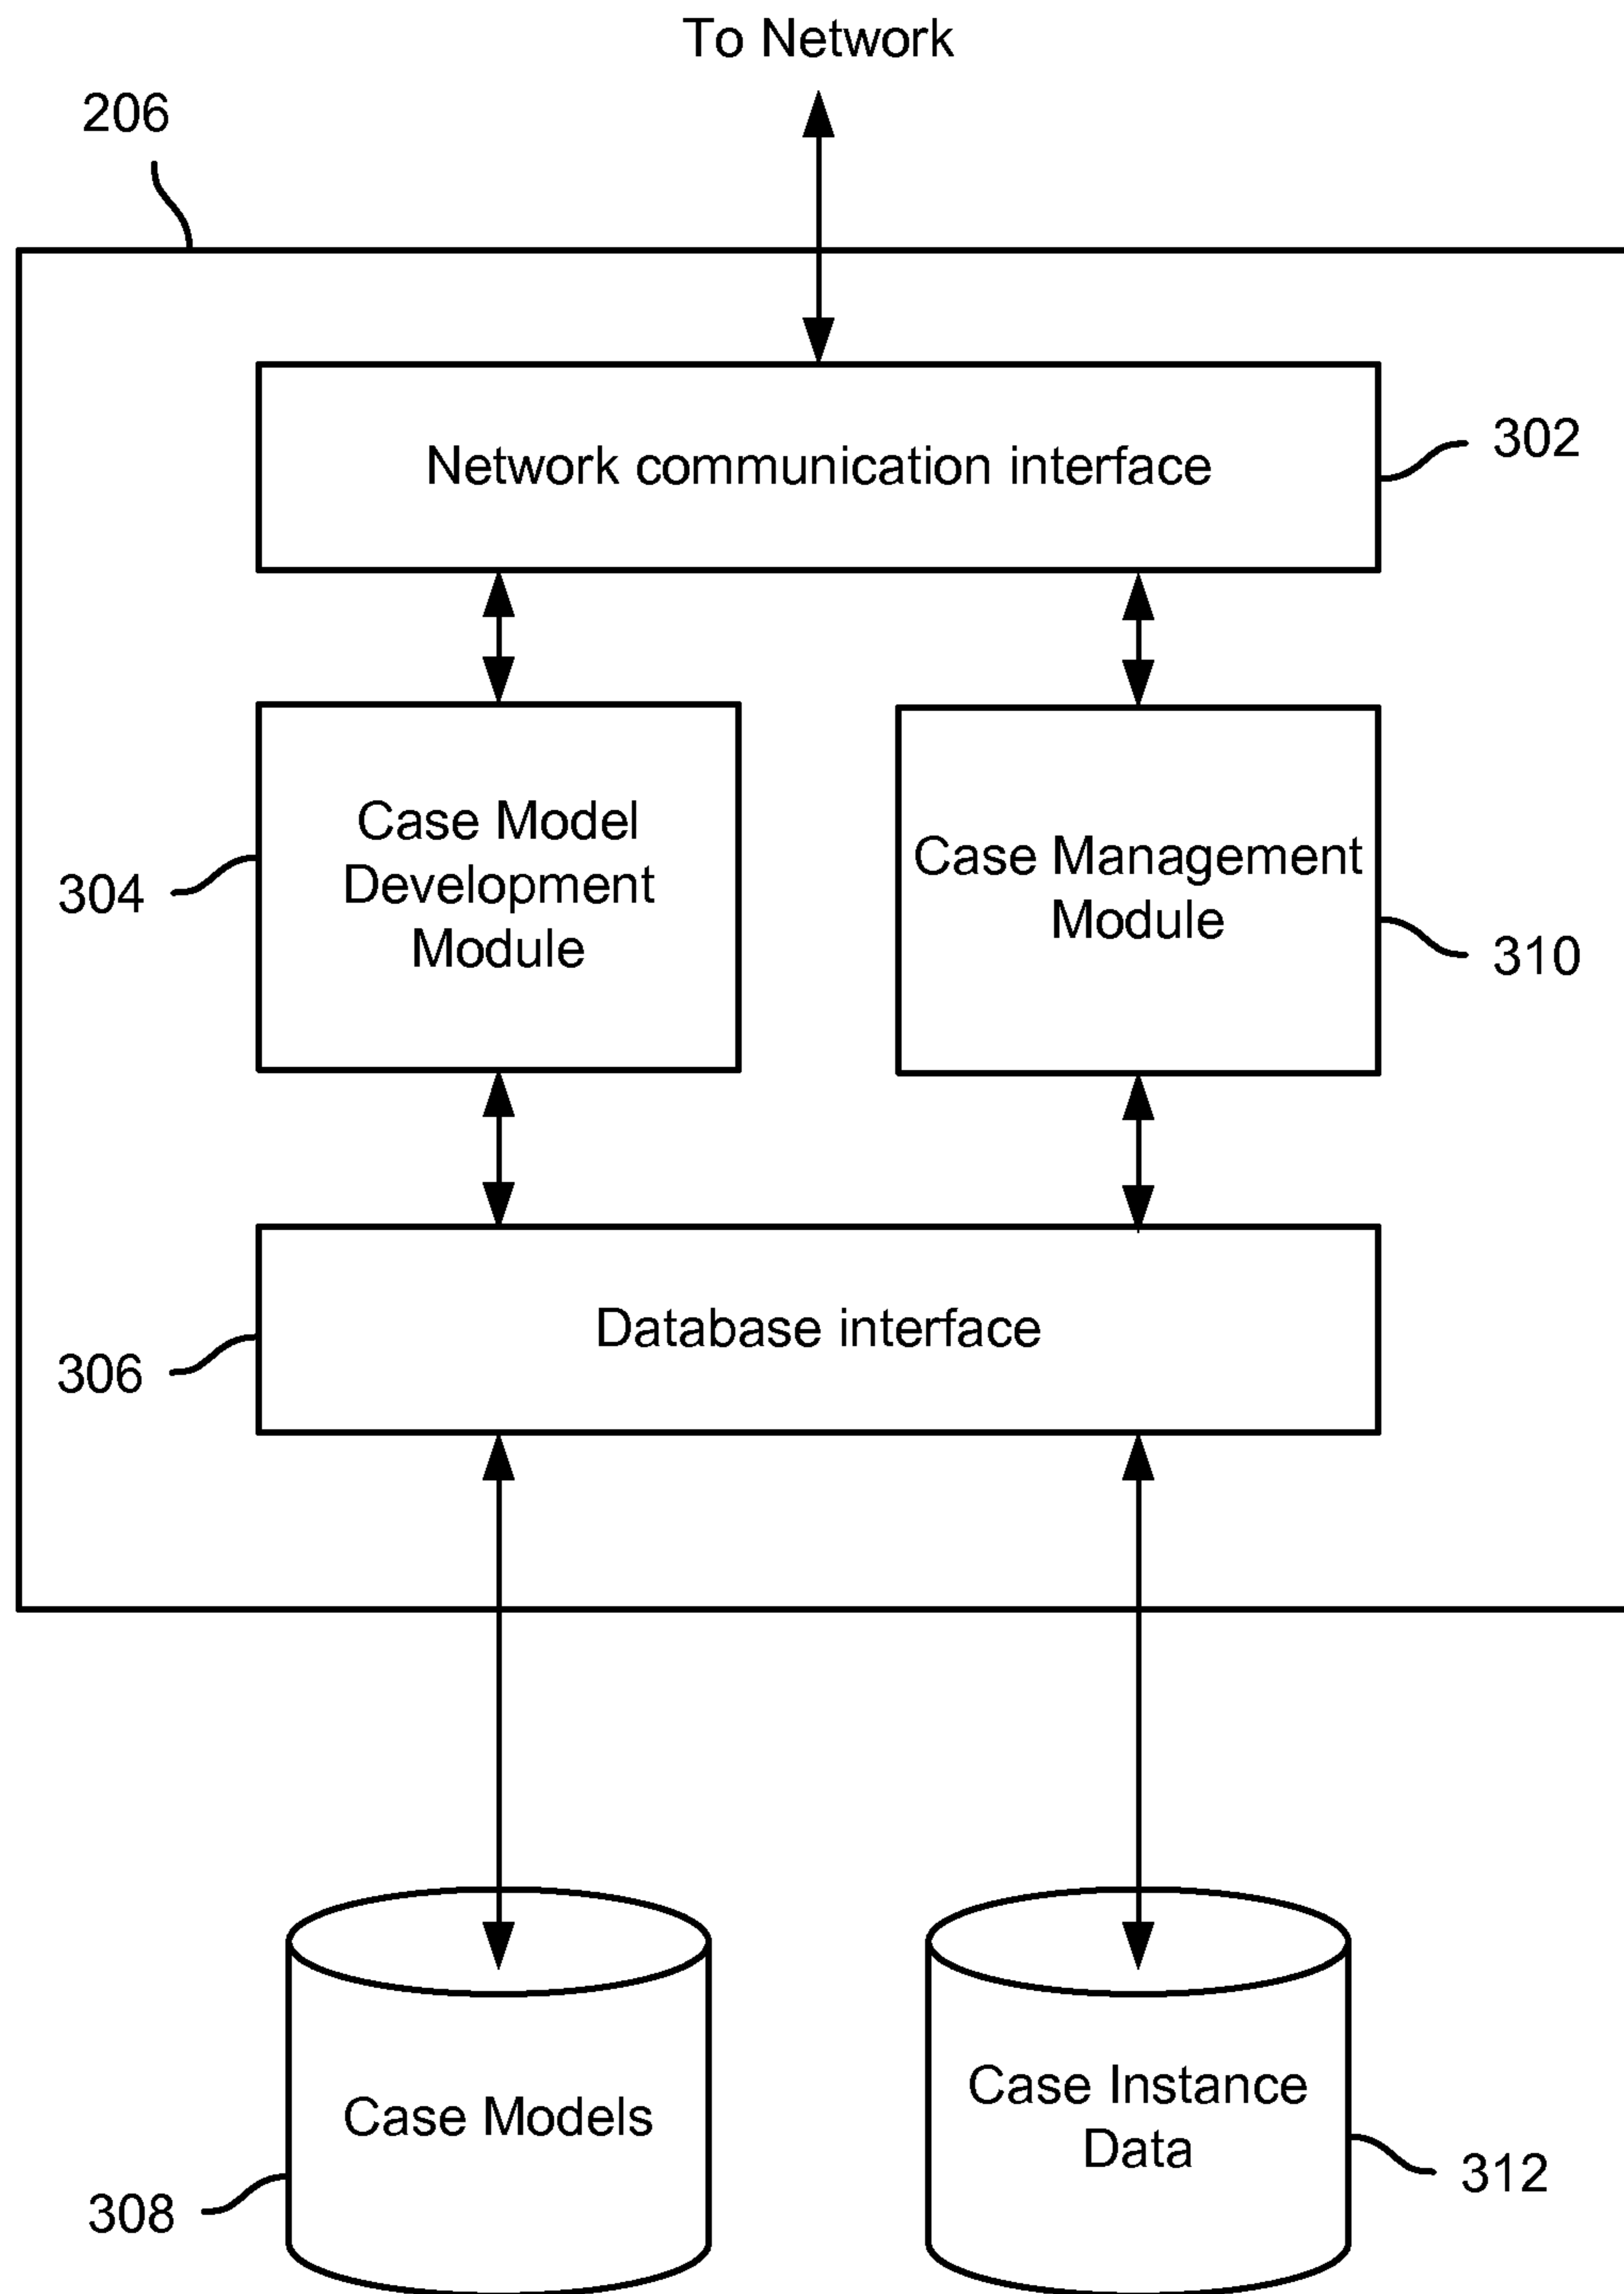 To Network
206
Network communication interface
302
Case Model
Development
Module
304
Case Management
Module
310
Database interface
306
Case Models
308
Case Instance
Data
312